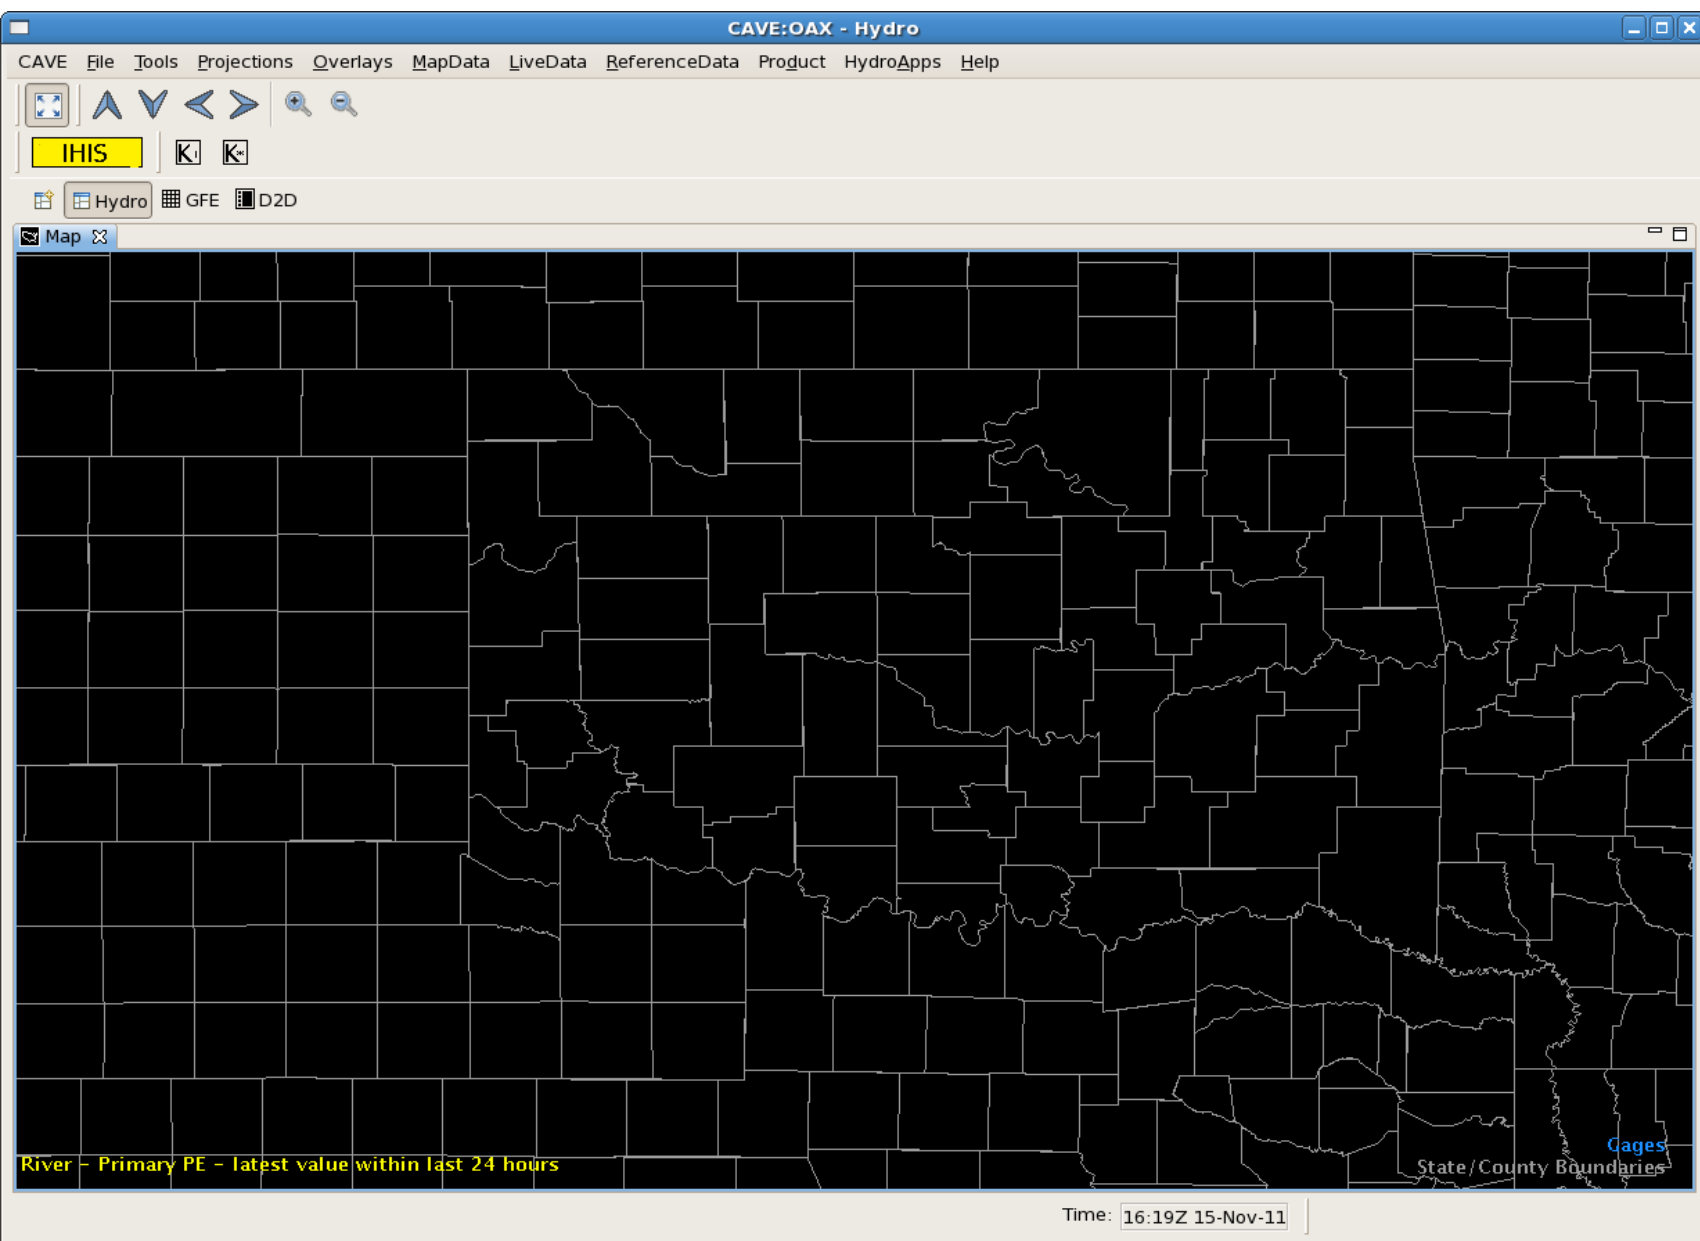 CAVE:OAX - Hydro
CAVE File Tools Projections Overlays MapData LiveData ReferenceData Product HydroApps Help
IHIS K K
Hydro GFE D2D
Map
Gages
River - Primary PE - latest value within last 24 hours
State/County Boundaries
Time: 16:19Z 15-Nov-11